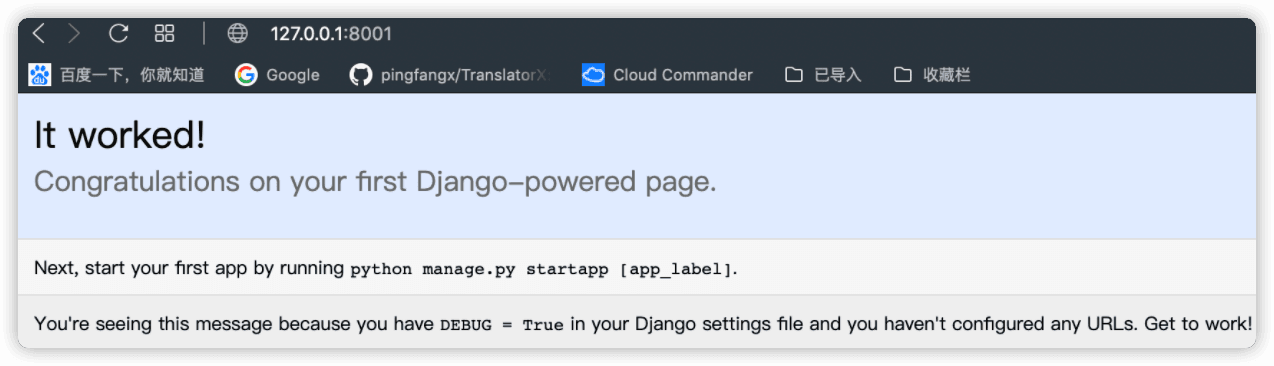 127.0.0.1:8001
百度一下，你就知道 Google pingfangx/TranslatorX Cloud Commander 已导入 收藏栏
It worked!
Congratulations on your first Django-powered page.
Next, start your first app by running python manage.py startapp [app_label].
You're seeing this message because you have DEBUG = True in your Django settings file and you haven't configured any URLs. Get to work!